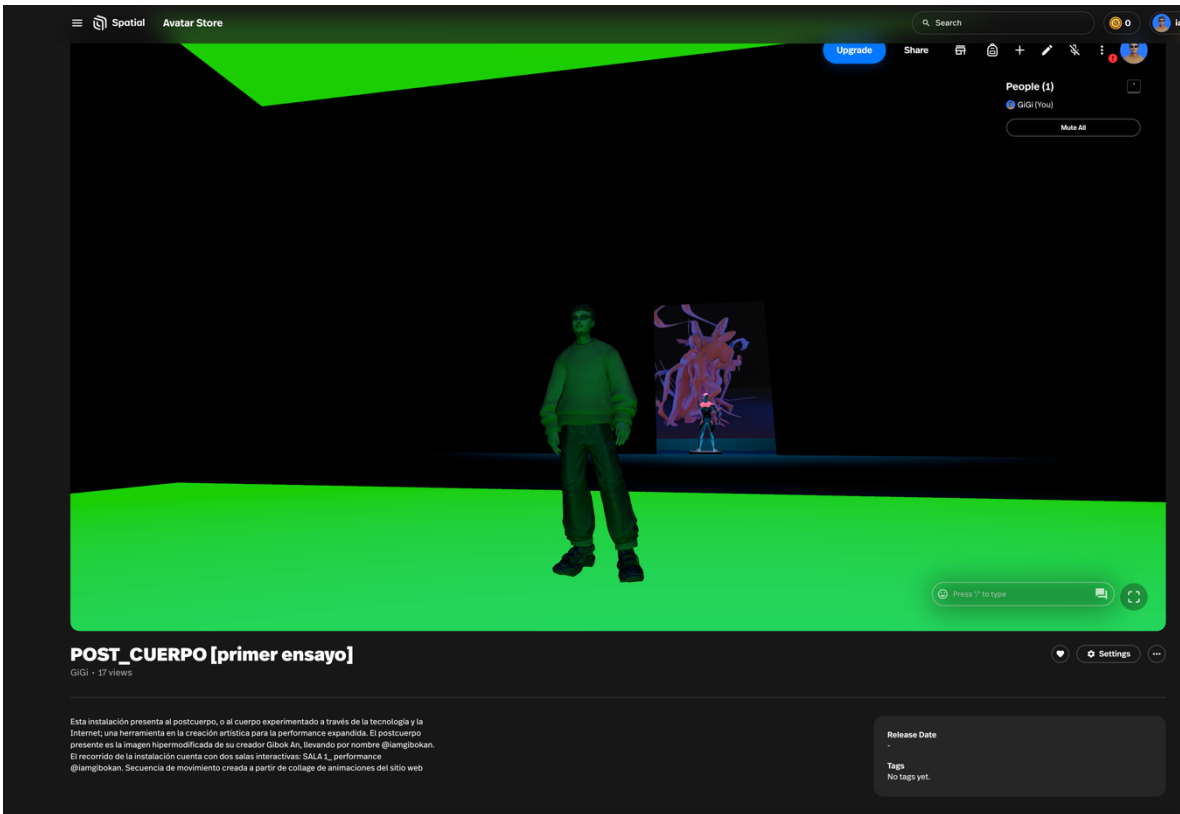 Spatial Avatar Store
Search
0
Upgrade Share
People (1)
GiGi (You)
Mute All
Press '/' to type
POST_CUERPO [primer ensayo]
GiGi · 17 views
Settings
Esta instalación presenta al postcuerpo, o al cuerpo experimentado a través de la tecnología y la
Internet; una herramienta en la creación artística para la performance expandida. El postcuerpo
presente es la imagen hipermodificada de su creador Gibok An, llevando por nombre @iamgibokan.
El recorrido de la instalación cuenta con dos salas interactivas: SALA 1_ performance
@iamgibokan. Secuencia de movimiento creada a partir de collage de animaciones del sitio web
Release Date
-
Tags
No tags yet.